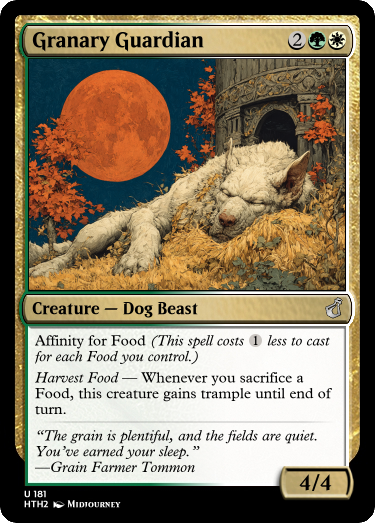 Granary Guardian 2
Creature — Dog Beast
Affinity for Food (This spell costs 1 less to cast
for each Food you control.)
Harvest Food — Whenever you sacrifice a
Food, this creature gains trample until end of
turn.
"The grain is plentiful, and the fields are quiet.
You've earned your sleep."
—Grain Farmer Tommon
4/4
U 181
HTH2 Midjourney